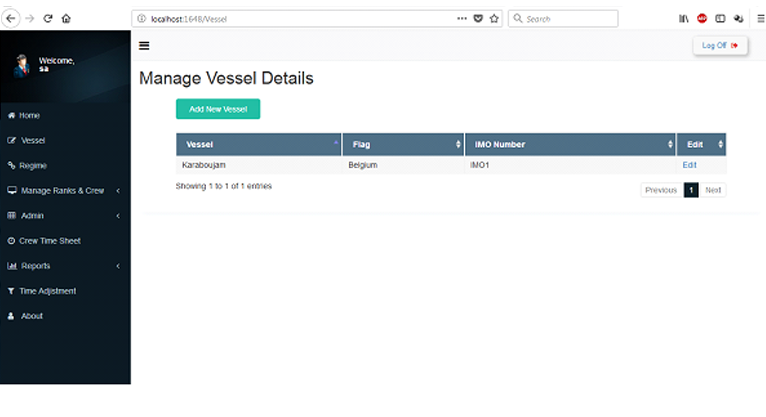 localhost:1648/Vessel
Search
Welcome,
sa
Log Off
Home
Vessel
Regime
Manage Ranks & Crew
Admin
Crew Time Sheet
Reports
Time Adjistment
About
Manage Vessel Details
Add New Vessel
Vessel Flag IMO Number Edit
Karaboujam Belgium IMO1 Edit
Showing 1 to 1 of 1 entries
Previous 1 Next